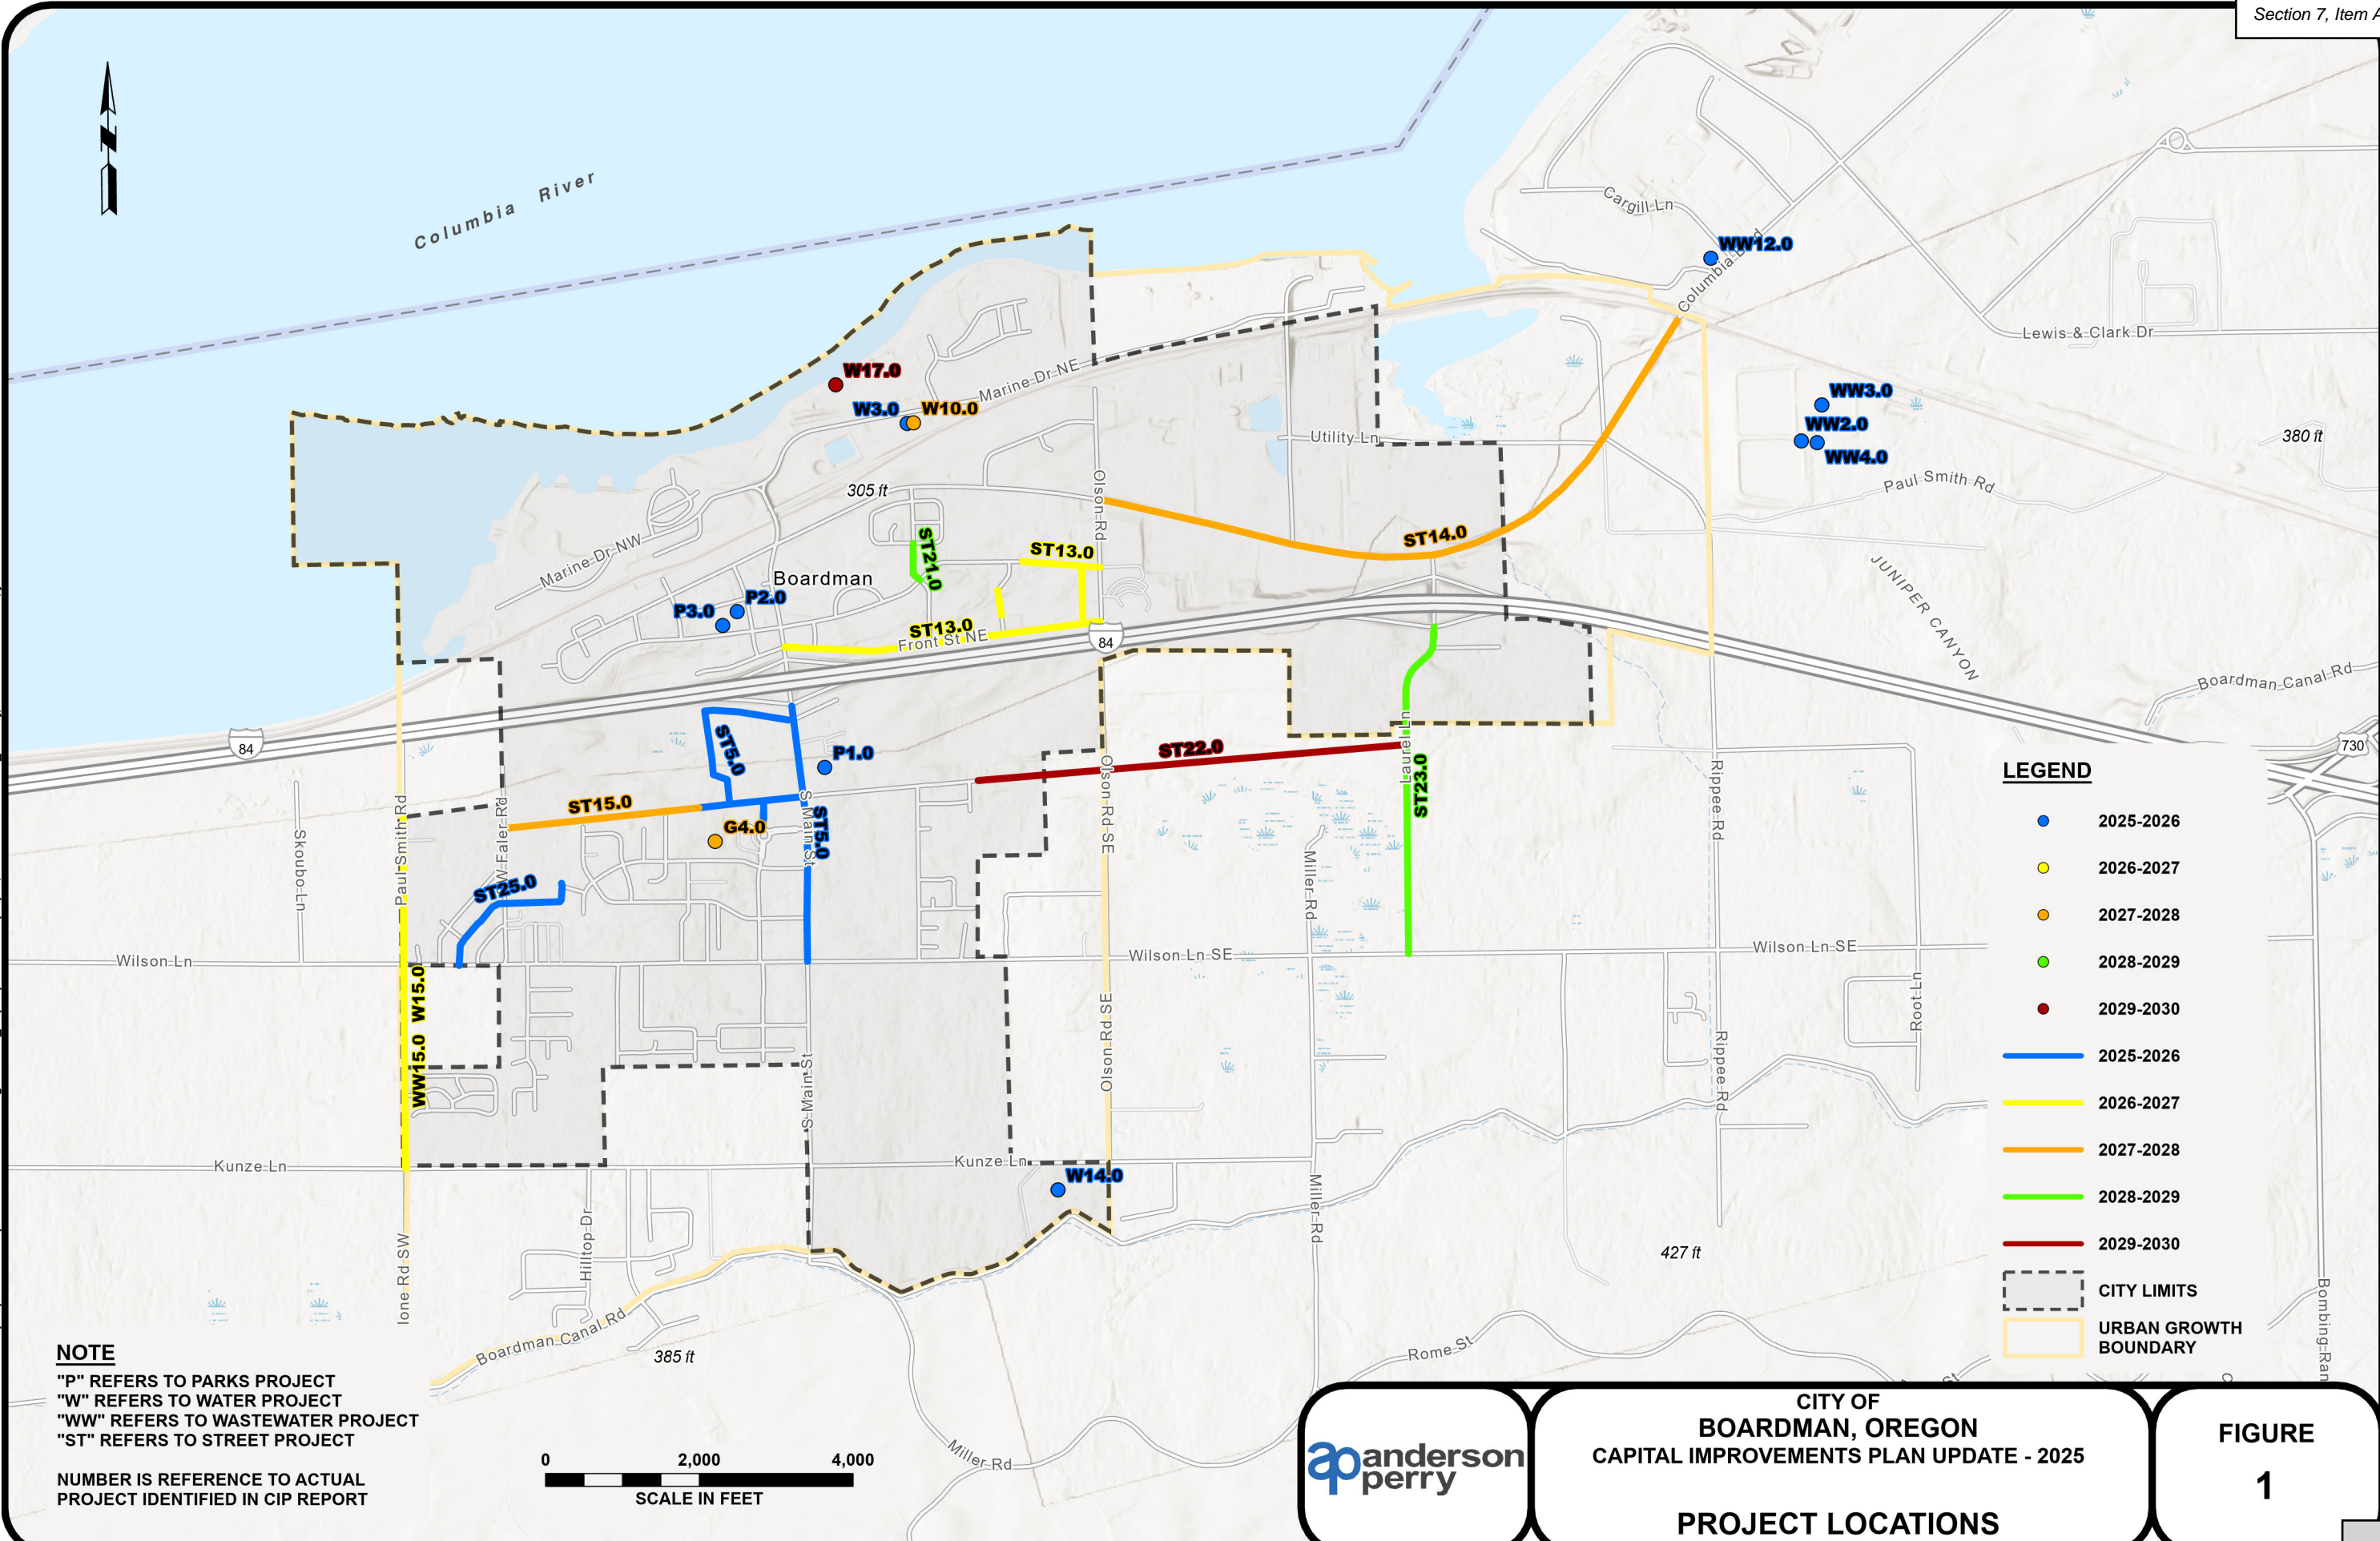 Section 7, Item A
N
Columbia River
Cargill Ln
WW12.0
Columbia
Lewis & Clark Dr
W17.0
Marine Dr NE
W3.0
W10.0
WW3.0
WW2.0
WW4.0
Utility Ln
380 ft
Paul Smith Rd
305 ft
Olson Rd
ST21.0
ST13.0
ST14.0
Marine Dr NW
Boardman
P2.0
P3.0
ST13.0
Front St NE
84
JUNIPER CANYON
Boardman Canal Rd
84
730
ST5.0
P1.0
ST22.0
Laurel Ln
ST23.0
Olson Rd SE
Rippee Rd
ST15.0
G4.0
S Main St
ST5.0
Skoubo Ln
Paul Smith Rd
W Faler Rd
Miller Rd
ST25.0
Wilson Ln
Wilson Ln SE
Wilson Ln SE
W15.0
WW15.0
Olson Rd SE
Root Ln
Rippee Rd
S Main St
Kunze Ln
Kunze Ln
W14.0
Miller Rd
Hilltop Dr
Ione Rd SW
427 ft
Boardman Canal Rd
385 ft
Rome St
St
Miller Rd
LEGEND
2025-2026
2026-2027
2027-2028
2028-2029
2029-2030
2025-2026
2026-2027
2027-2028
2028-2029
2029-2030
CITY LIMITS
URBAN GROWTH
BOUNDARY
NOTE
"P" REFERS TO PARKS PROJECT
"W" REFERS TO WATER PROJECT
"WW" REFERS TO WASTEWATER PROJECT
"ST" REFERS TO STREET PROJECT
NUMBER IS REFERENCE TO ACTUAL
PROJECT IDENTIFIED IN CIP REPORT
0 2,000 4,000
SCALE IN FEET
ap anderson
perry
CITY OF
BOARDMAN, OREGON
CAPITAL IMPROVEMENTS PLAN UPDATE - 2025
PROJECT LOCATIONS
FIGURE
1